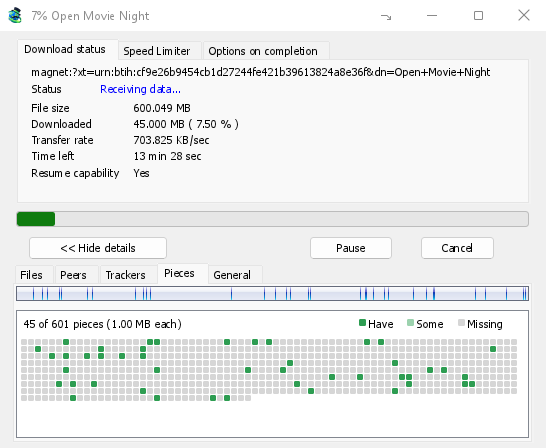 7% Open Movie Night
Download status
Speed Limiter
Options on completion
magnet:?xt=urn:btih:cf9e26b9454cb1d27244fe421b39613824a8e36f&dn=Open+Movie+Night
Status Receiving data...
File size 600.049 MB
Downloaded 45.000 MB ( 7.50 % )
Transfer rate 703.825 KB/sec
Time left 13 min 28 sec
Resume capability Yes
<< Hide details
Pause
Cancel
Files
Peers
Trackers
Pieces
General
45 of 601 pieces (1.00 MB each)
Have
Some
Missing